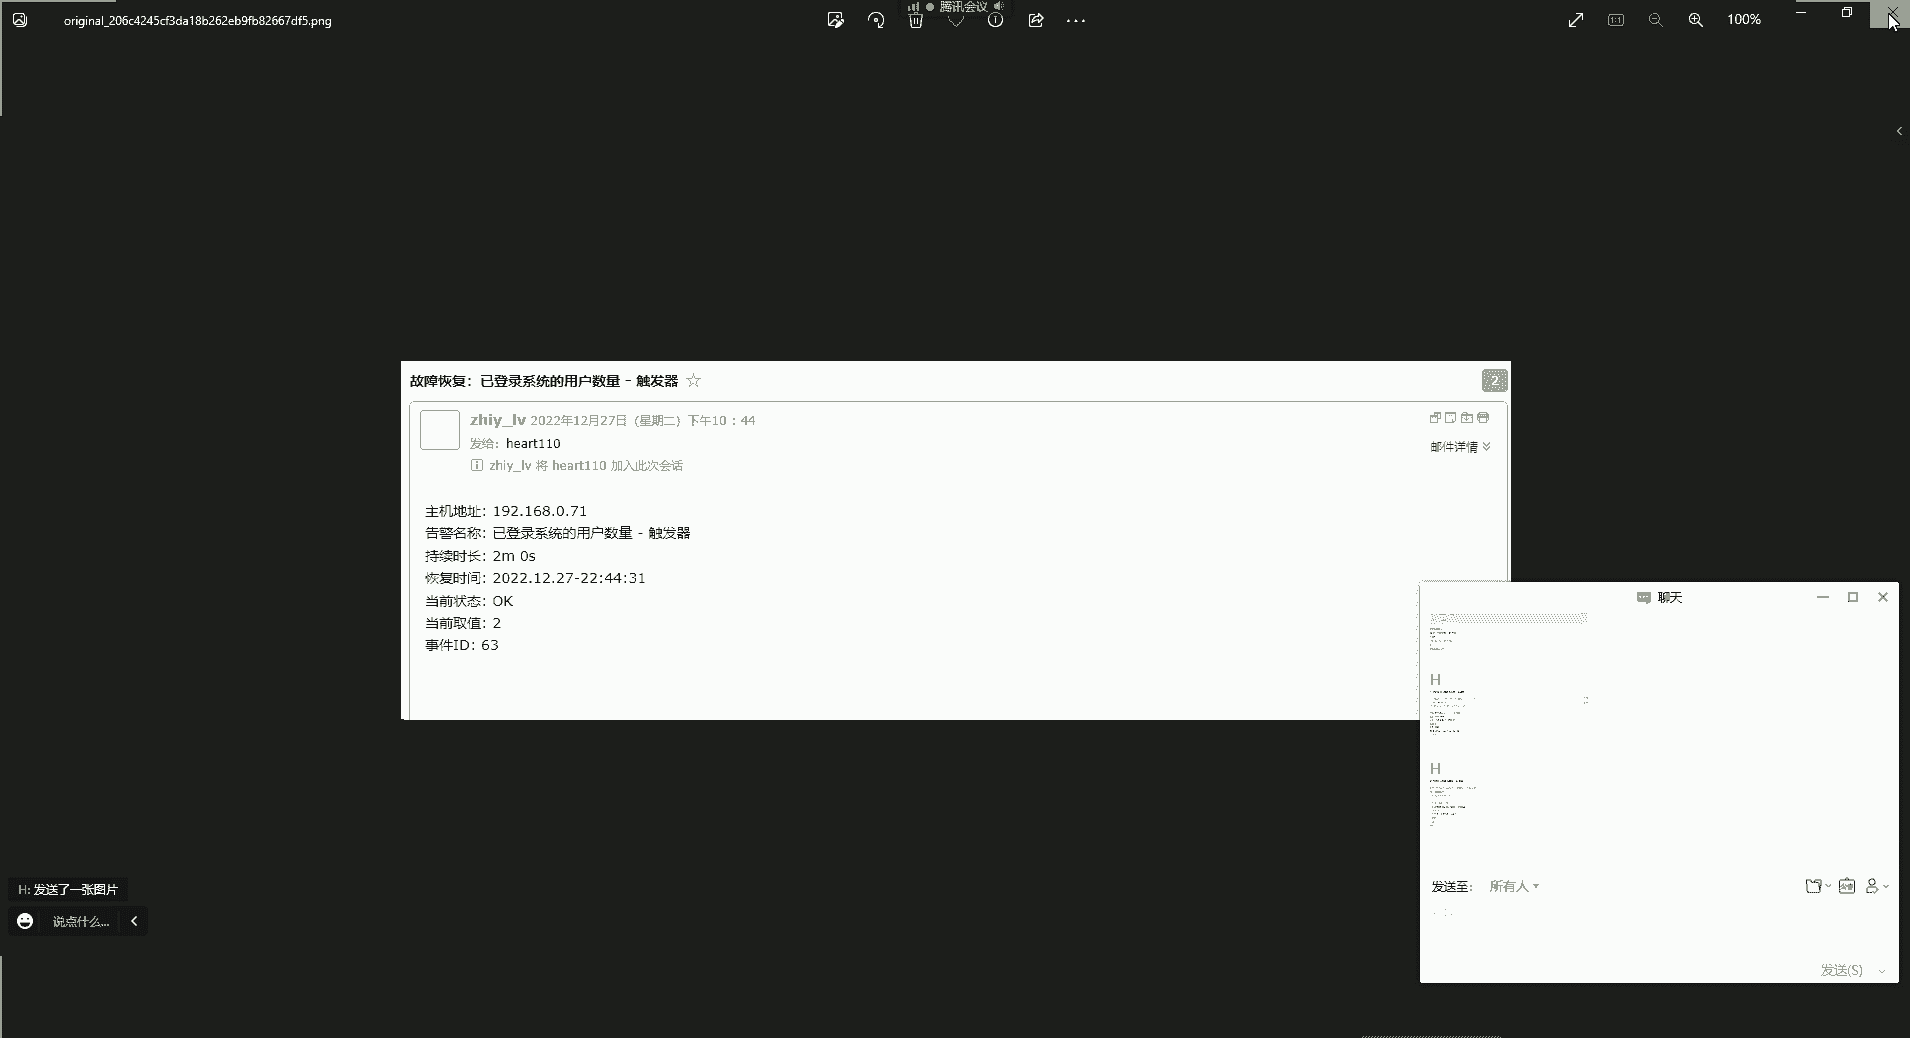 original_206c4245cf3da18b262eb9fb82667df5.png
腾讯会议
1:1
100%
故障恢复：已登录系统的用户数量 - 触发器
2
zhiy_lv 2022年12月27日（星期二）下午10：44
发给：heart110
邮件详情
zhiy_lv 将 heart110 加入此次会话
主机地址：192.168.0.71
告警名称：已登录系统的用户数量 - 触发器
持续时长：2m 0s
恢复时间：2022.12.27-22:44:31
当前状态：OK
当前取值：2
事件ID：63
聊天
H
H
发送至：
所有人
发送(S)
H: 发送了一张图片
说点什么...